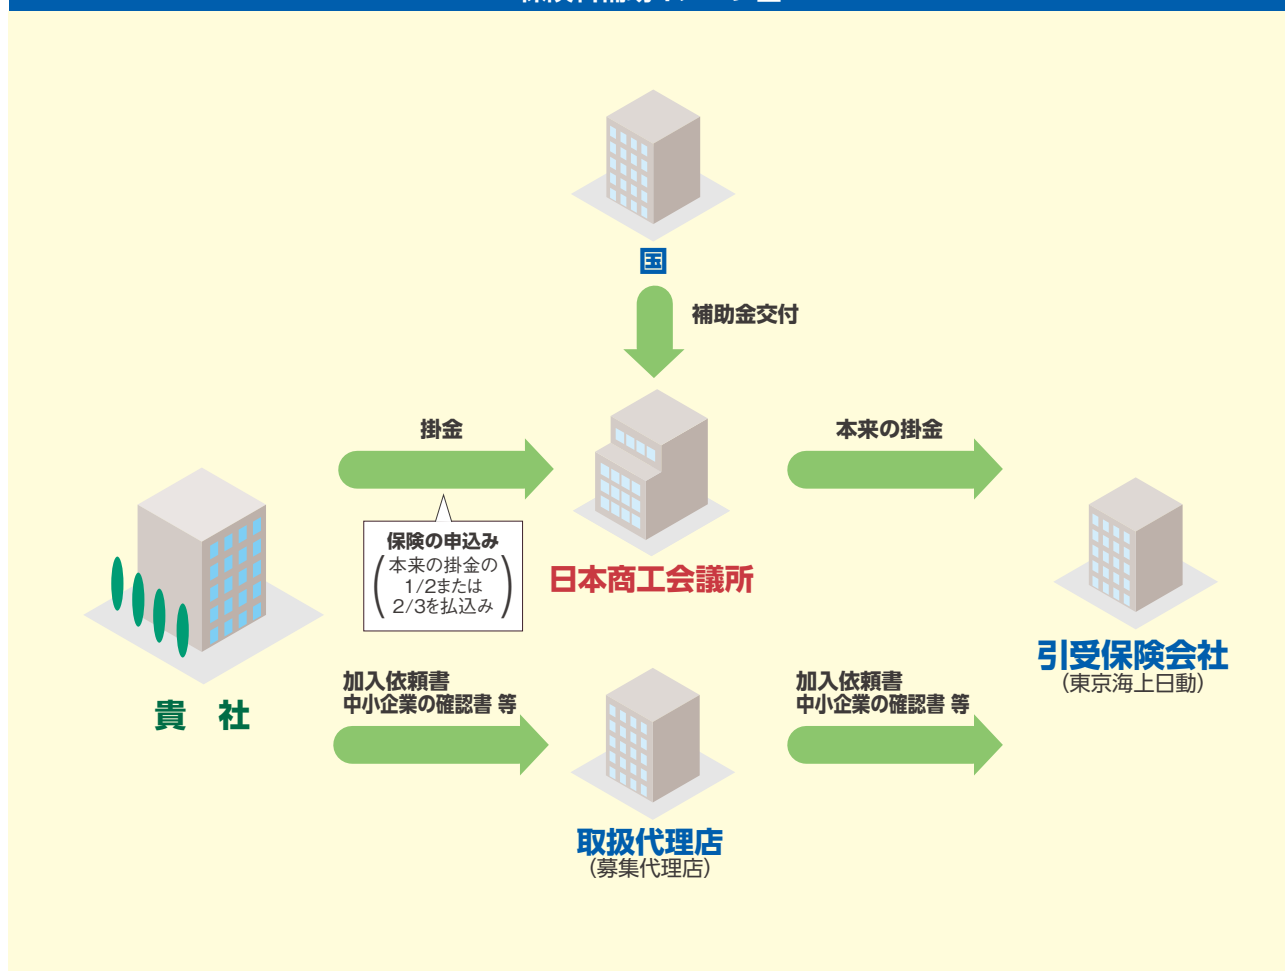 国
補助金交付
掛金
本来の掛金
保険の申込み
(本来の掛金の
1/2または
2/3を払込み)
日本商工会議所
引受保険会社
(東京海上日動)
貴 社
加入依頼書
中小企業の確認書 等
加入依頼書
中小企業の確認書 等
取扱代理店
(募集代理店)